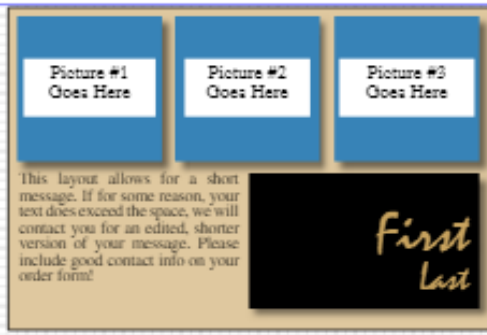 Picture #1
Goes Here
Picture #2
Goes Here
Picture #3
Goes Here
This layout allows for a short
message. If for some reason, your
text does exceed the space, we will
contact you for an edited, shorter
version of your message. Please
include good contact info on your
order form!
First
Last